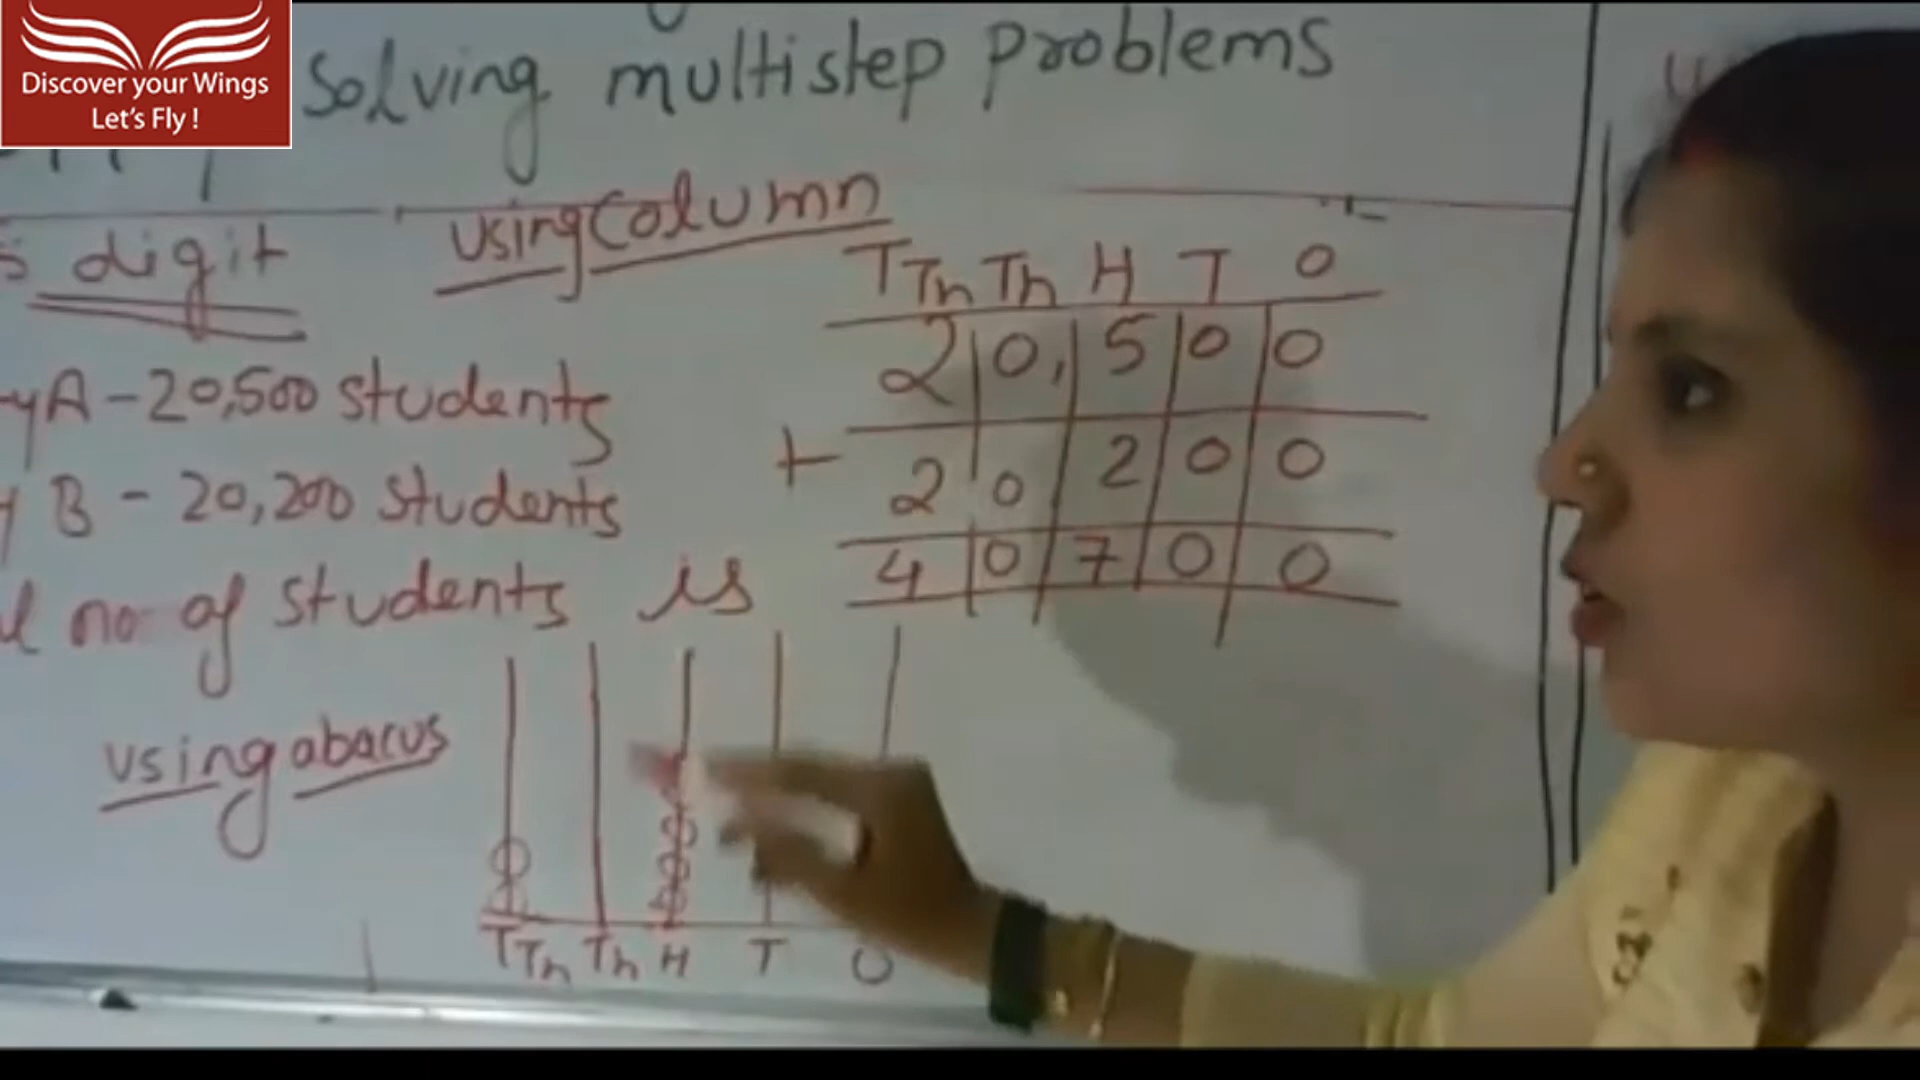 Discover your Wings
Let's Fly !
Solving multistep problems
digit
using column
TTh Th H T O
2 0, 5 0 0
+ 2 0 2 0 0
4 0 7 0 0
yA - 20,500 students
y B - 20,200 students
no of students is
using abacus
TTh Th H T O